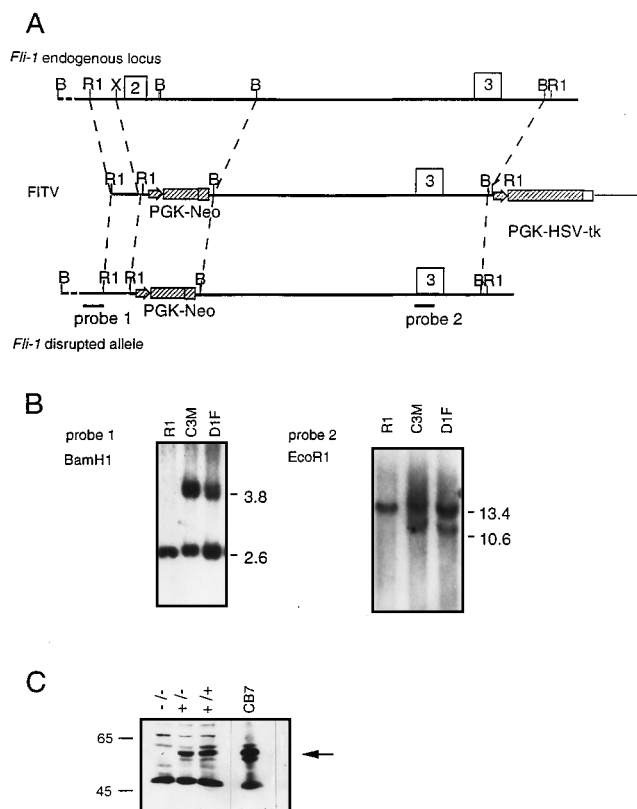 A
Fli-1 endogenous locus
B R1 X 2 B B 3 BR1
FITV
R1 R1 B 3 B R1
PGK-Neo
PGK-HSV-tk
B R1 R1 B 3 BR1
PGK-Neo
probe 1 probe 2
Fli-1 disrupted allele
B
probe 1 R1 C3M D1F
BamH1
3.8
2.6
probe 2 R1 C3M D1F
EcoR1
13.4
10.6
C
-/- +/- +/+ CB7
65
45